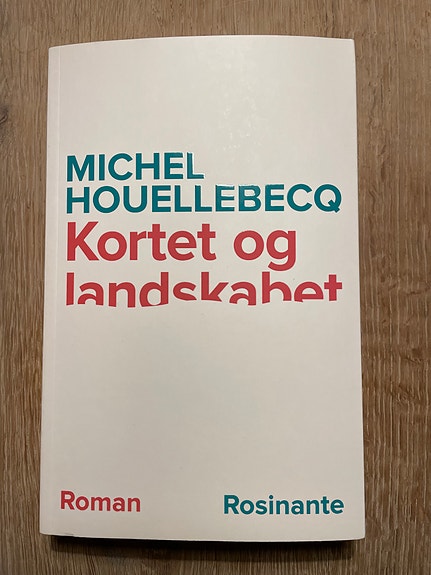 MICHEL
HOUELLEBECQ
Kortet og
landskabet
Roman
Rosinante